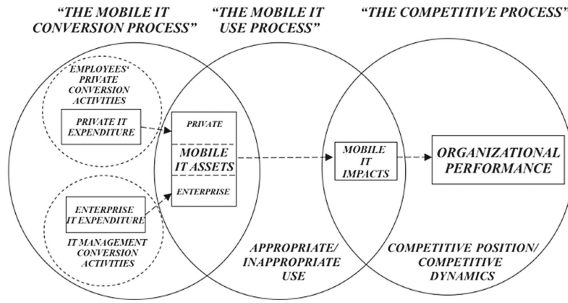 “THE MOBILE IT
CONVERSION PROCESS”
“THE MOBILE IT
USE PROCESS”
“THE COMPETITIVE PROCESS”
EMPLOYEES'
PRIVATE
CONVERSION
ACTIVITIES
PRIVATE IT
EXPENDITURE
ENTERPRISE
IT EXPENDITURE
IT MANAGEMENT
CONVERSION
ACTIVITIES
PRIVATE
MOBILE
IT ASSETS
ENTERPRISE
APPROPRIATE/
INAPPROPRIATE
USE
MOBILE
IT
IMPACTS
ORGANIZATIONAL
PERFORMANCE
COMPETITIVE POSITION/
COMPETITIVE
DYNAMICS